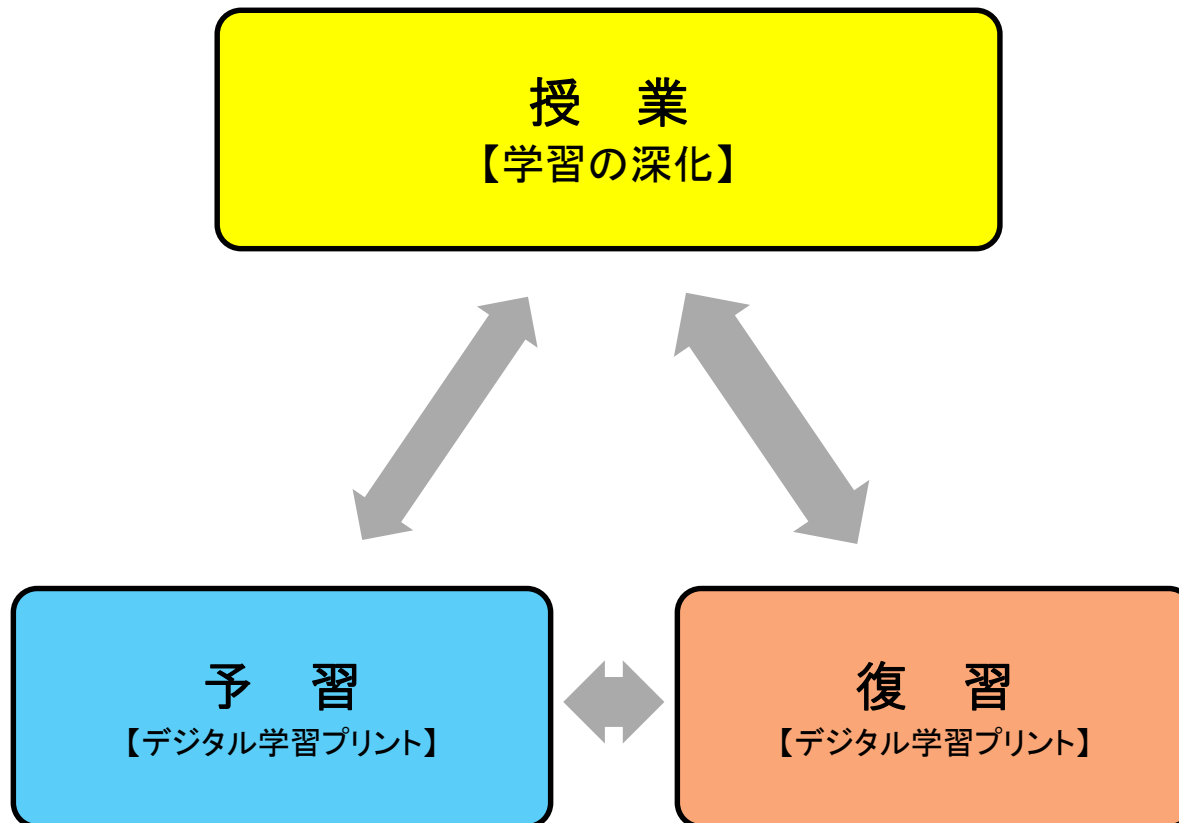 授　業
【学習の深化】
予　習
【デジタル学習プリント】
復　習
【デジタル学習プリント】